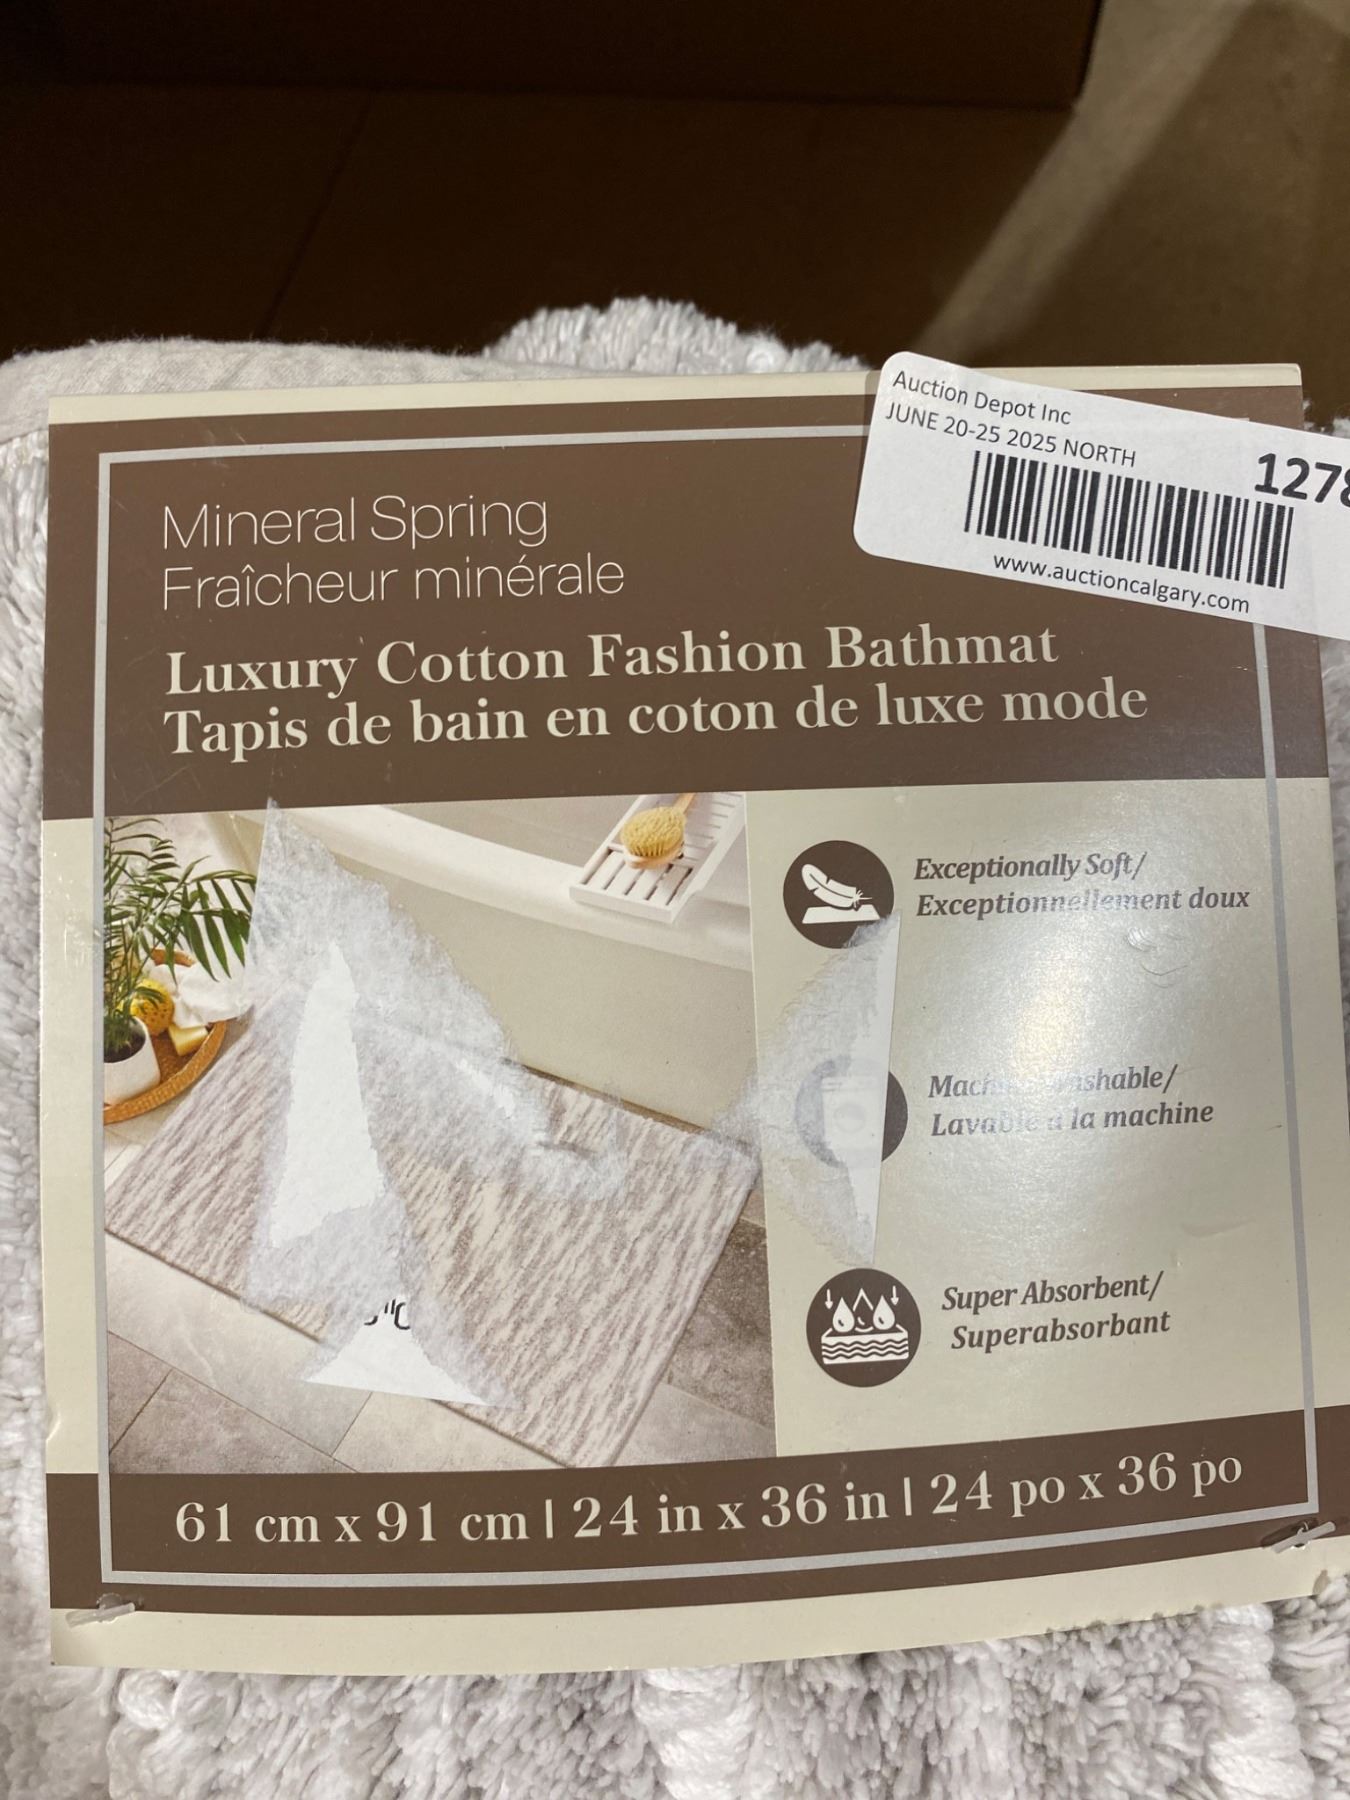 Auction Depot Inc
JUNE 20-25 2025 NORTH
1278
www.auctioncalgary.com
Mineral Spring
Fraîcheur minérale
Luxury Cotton Fashion Bathmat
Tapis de bain en coton de luxe mode
Exceptionally Soft/
Exceptionnellement doux
Machine Washable/
Lavable à la machine
Super Absorbent/
Superabsorbant
61 cm x 91 cm | 24 in x 36 in | 24 po x 36 po